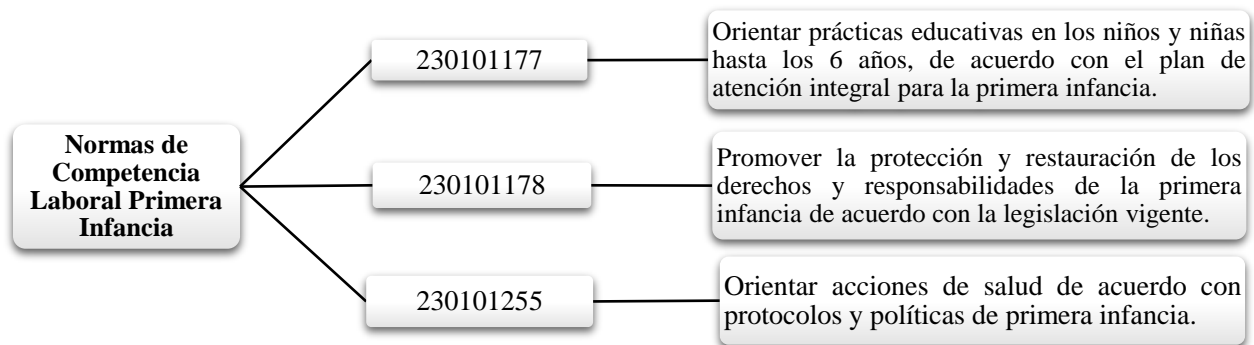 Normas de
Competencia
Laboral Primera
Infancia
230101177
Orientar prácticas educativas en los niños y niñas
hasta los 6 años, de acuerdo con el plan de
atención integral para la primera infancia.
230101178
Promover la protección y restauración de los
derechos y responsabilidades de la primera
infancia de acuerdo con la legislación vigente.
230101255
Orientar acciones de salud de acuerdo con
protocolos y políticas de primera infancia.